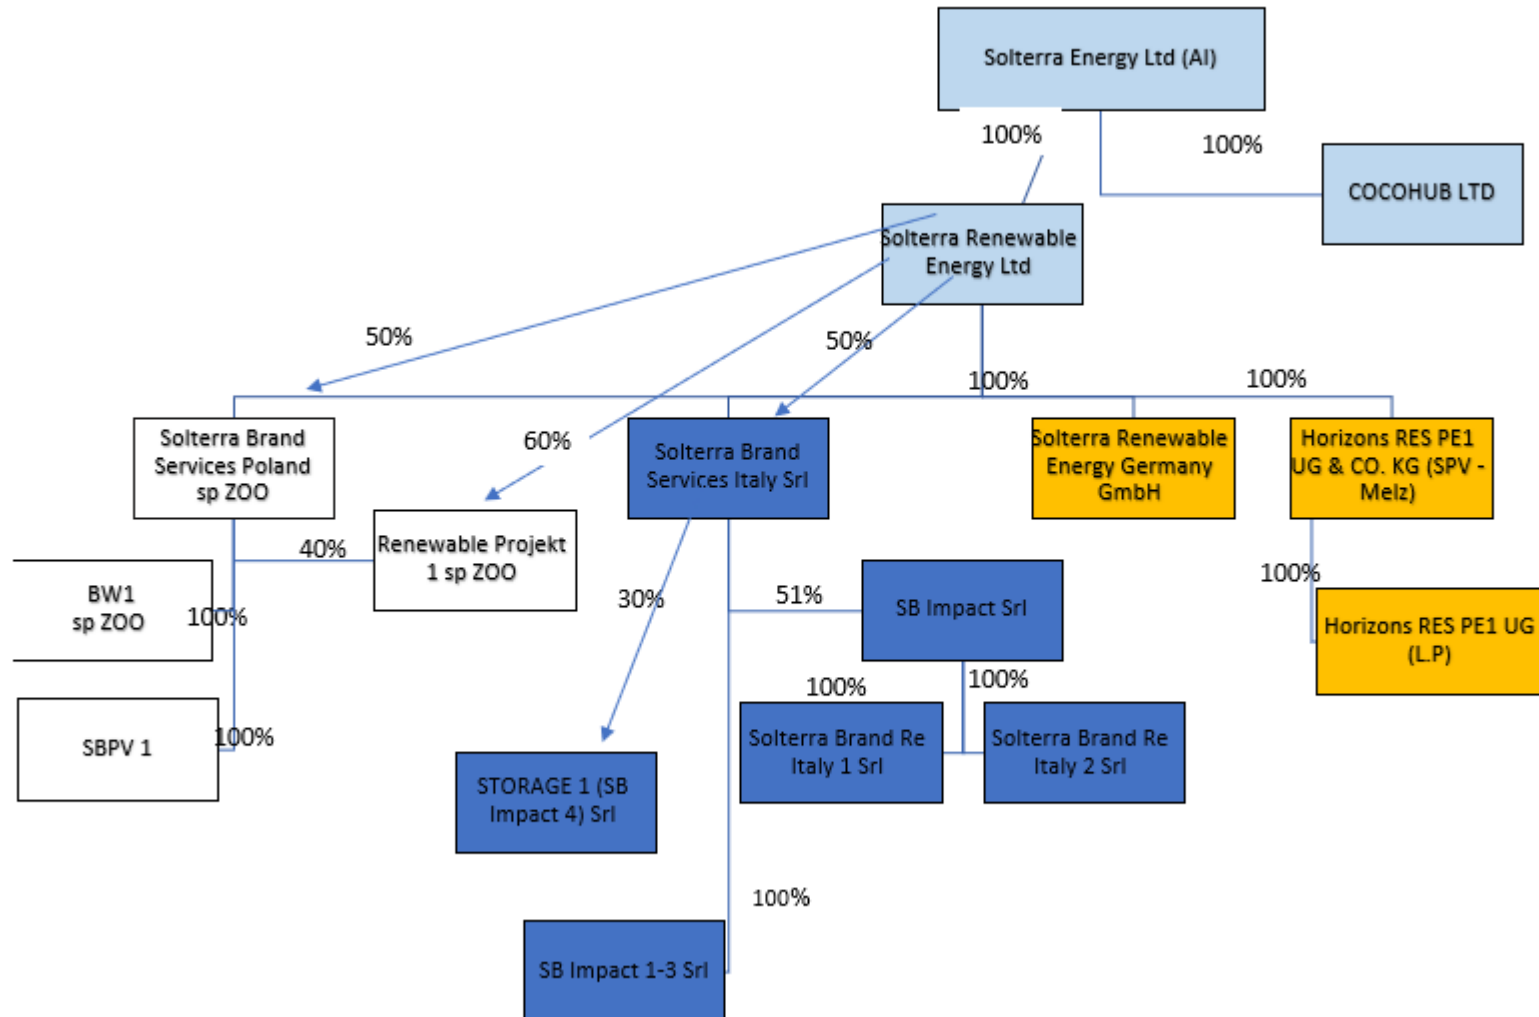 Solterra Energy Ltd (AI)
100%
100%
COCOHUB LTD
Solterra Renewable
Energy Ltd
50%
50%
100%
100%
60%
Solterra Brand
Services Poland
sp ZOO
Solterra Brand
Services Italy Srl
Solterra Renewable
Energy Germany
GmbH
Horizons RES PE1
UG & CO. KG (SPV -
Melz)
40%
Renewable Projekt
1 sp ZOO
BW1
sp ZOO
100%
30%
51%
SB Impact Srl
100%
Horizons RES PE1 UG
(L.P)
SBPV 1
100%
100%
100%
Solterra Brand Re
Italy 1 Srl
Solterra Brand Re
Italy 2 Srl
STORAGE 1 (SB
Impact 4) Srl
100%
SB Impact 1-3 Srl